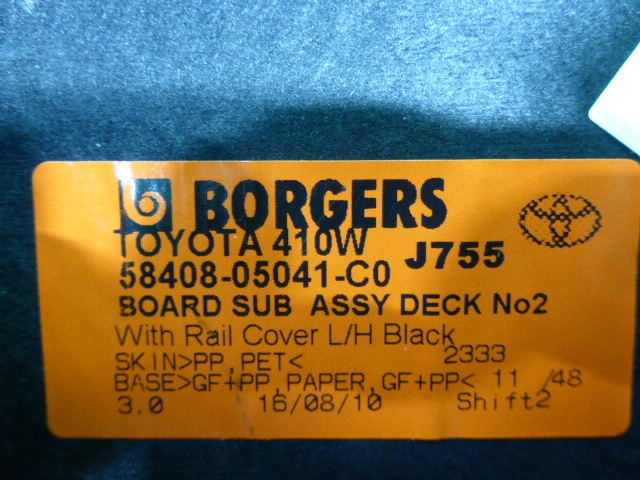 BORGERS
TOYOTA 410W J755
58408-05041-C0
BOARD SUB ASSY DECK No2
With Rail Cover L/H Black
SKIN>PP,PET< 2333
BASE>GF+PP,PAPER,GF+PP< 11 /48
3.0 16/08/10 Shift2